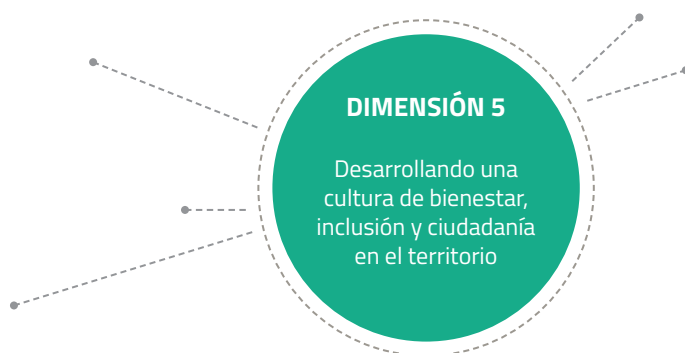 DIMENSIÓN 5
Desarrollando una
cultura de bienestar,
inclusión y ciudadanía
en el territorio